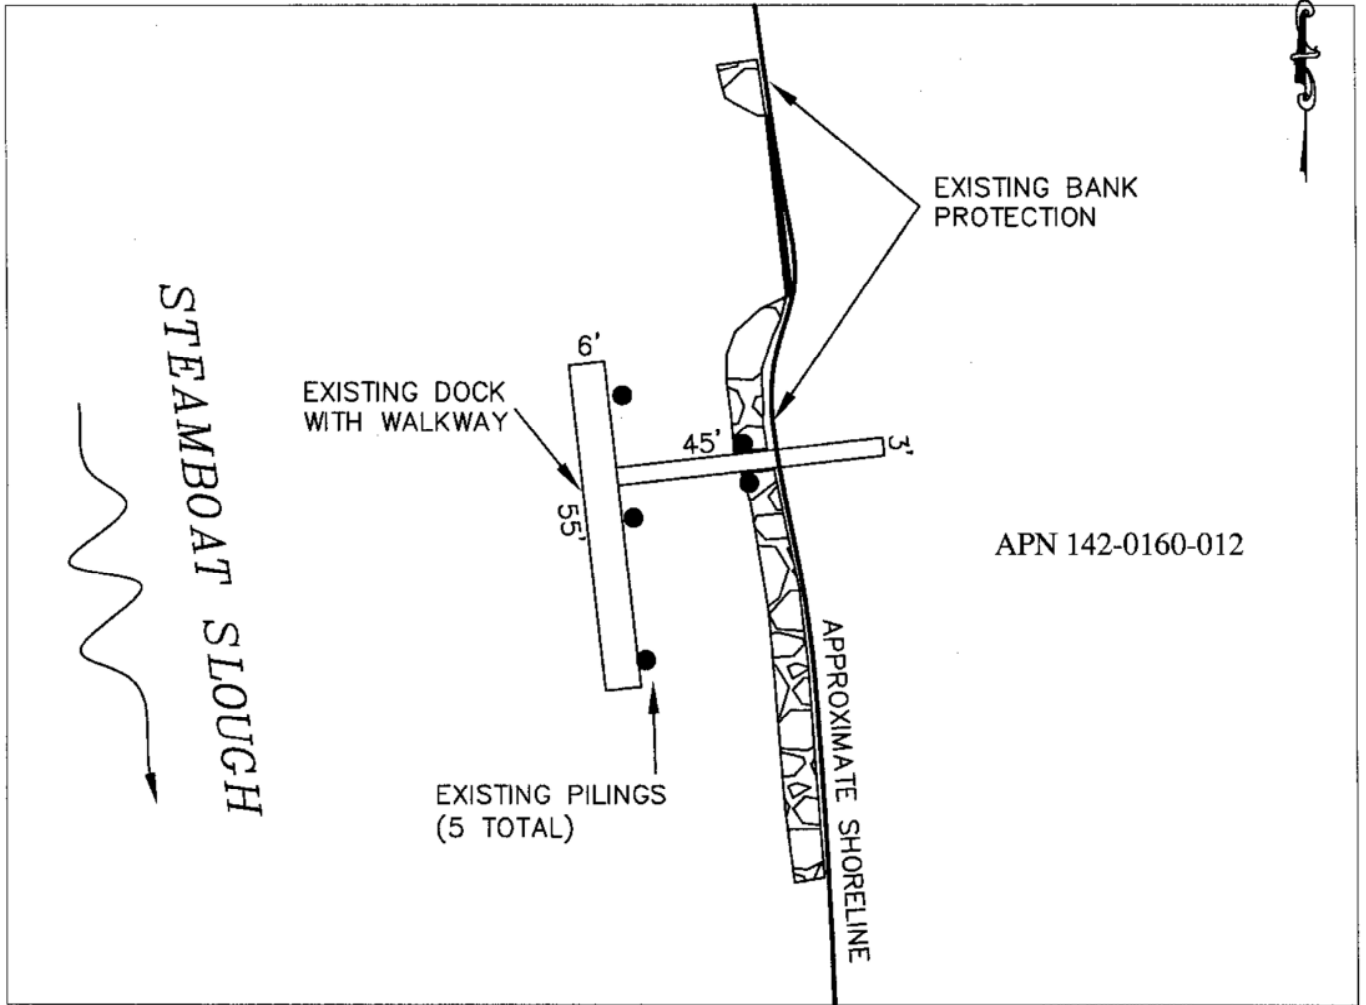 EXISTING BANK
PROTECTION
6'
EXISTING DOCK
WITH WALKWAY
45'
3'
55'
STEAMBOAT SLOUGH
APN 142-0160-012
APPROXIMATE SHORELINE
EXISTING PILINGS
(5 TOTAL)